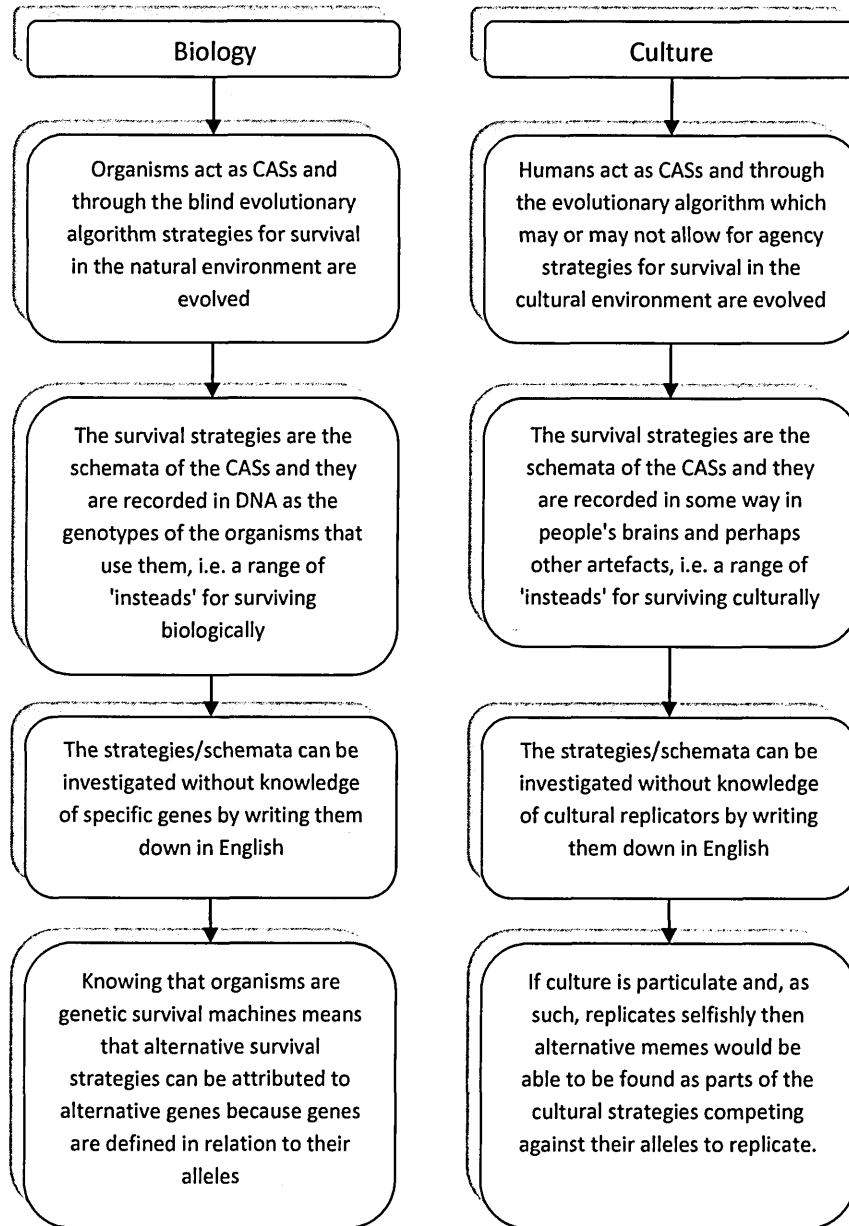 Biology
Organisms act as CASs and
through the blind evolutionary
algorithm strategies for survival
in the natural environment are
evolved
The survival strategies are the
schemata of the CASs and they
are recorded in DNA as the
genotypes of the organisms that
use them, i.e. a range of
'insteads' for surviving
biologically
The strategies/schemata can be
investigated without knowledge
of specific genes by writing them
down in English
Knowing that organisms are
genetic survival machines means
that alternative survival
strategies can be attributed to
alternative genes because genes
are defined in relation to their
alleles
Culture
Humans act as CASs and through
the evolutionary algorithm which
may or may not allow for agency
strategies for survival in the
cultural environment are evolved
The survival strategies are the
schemata of the CASs and they
are recorded in some way in
people's brains and perhaps
other artefacts, i.e. a range of
'insteads' for surviving culturally
The strategies/schemata can be
investigated without knowledge
of cultural replicators by writing
them down in English
If culture is particulate and, as
such, replicates selfishly then
alternative memes would be
able to be found as parts of the
cultural strategies competing
against their alleles to replicate.